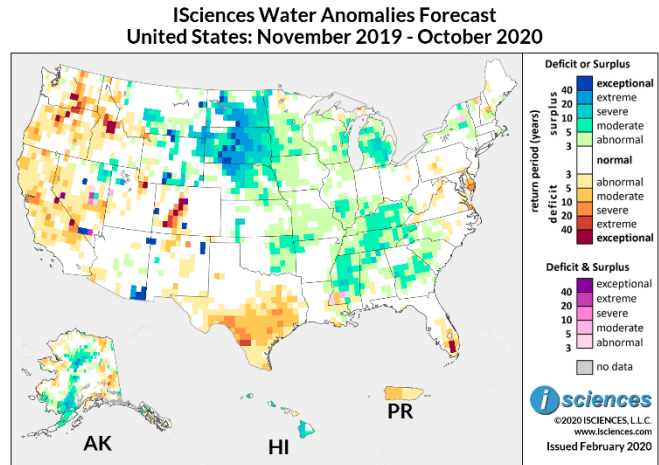 ISciences Water Anomalies Forecast
United States: November 2019 - October 2020
Deficit or Surplus
exceptional
40
extreme
20
severe
10
moderate
5
abnormal
3
normal
3
abnormal
5
moderate
10
severe
20
extreme
40
exceptional
return period (years)
surplus
deficit
Deficit & Surplus
exceptional
40
extreme
20
severe
10
moderate
5
abnormal
3
no data
i isciences
©2020 ISCIENCES, L.L.C.
www.isciences.com
Issued February 2020
AK
HI
PR